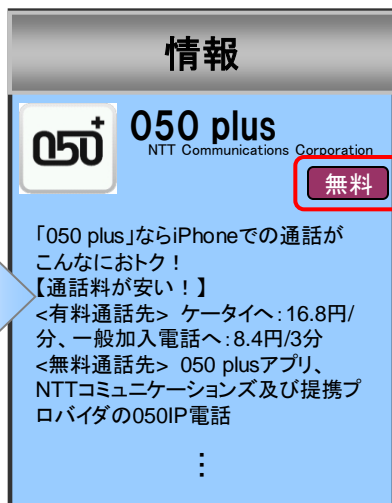 情報
050+
050 plus
NTT Communications Corporation
無料
「050 plus」ならiPhoneでの通話が
こんなにおトク！
【通話料が安い！】
<有料通話先> ケータイへ：16.8円/
分、一般加入電話へ：8.4円/3分
<無料通話先> 050 plusアプリ、
NTTコミュニケーションズ及び提携プ
ロバイダの050IP電話
⋮